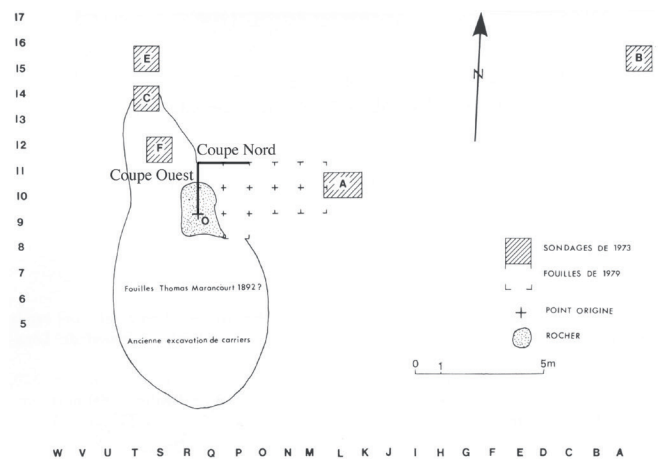 17
16
15
14
13
12
11
10
9
8
7
6
5
E
C
F
B
A
O
N
Coupe Nord
Coupe Ouest
Fouilles Thomas Marancourt 1892 ?
Ancienne excavation de carriers
SONDAGES DE 1973
FOUILLES DE 1979
POINT ORIGINE
ROCHER
0 1 5m
W V U T S R Q P O N M L K J I H G F E D C B A